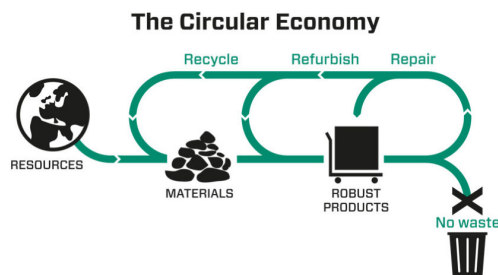 The Circular Economy
Recycle
Refurbish
Repair
RESOURCES
MATERIALS
ROBUST
PRODUCTS
No waste